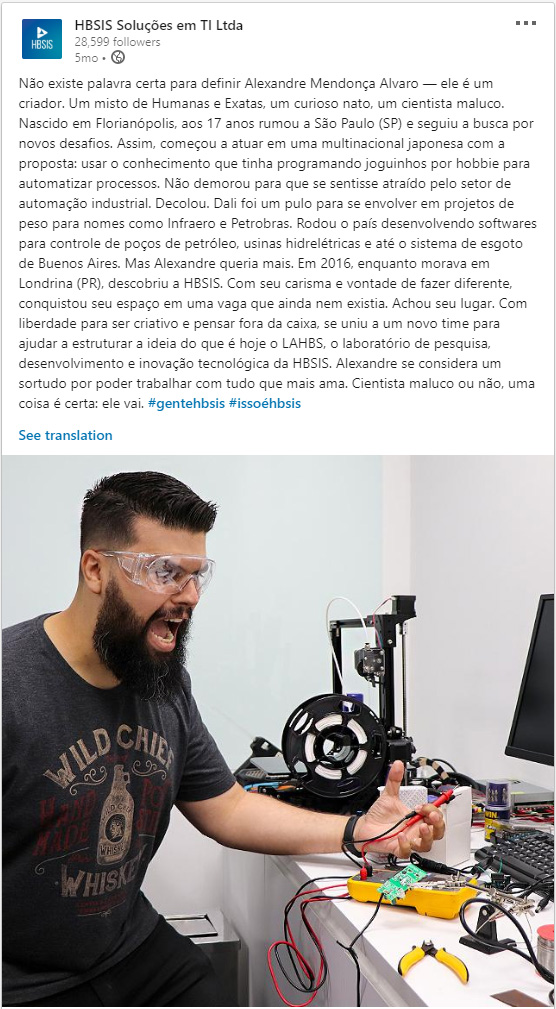 HBSIS Soluções em TI Ltda
HBSIS
28,599 followers
5mo •
Não existe palavra certa para definir Alexandre Mendonça Alvaro — ele é um
criador. Um misto de Humanas e Exatas, um curioso nato, um cientista maluco.
Nascido em Florianópolis, aos 17 anos rumou a São Paulo (SP) e seguiu a busca por
novos desafios. Assim, começou a atuar em uma multinacional japonesa com a
proposta: usar o conhecimento que tinha programando joguinhos por hobbie para
automatizar processos. Não demorou para que se sentisse atraído pelo setor de
automação industrial. Decolou. Dali foi um pulo para se envolver em projetos de
peso para nomes como Infraero e Petrobras. Rodou o país desenvolvendo softwares
para controle de poços de petróleo, usinas hidrelétricas e até o sistema de esgoto
de Buenos Aires. Mas Alexandre queria mais. Em 2016, enquanto morava em
Londrina (PR), descobriu a HBSIS. Com seu carisma e vontade de fazer diferente,
conquistou seu espaço em uma vaga que ainda nem existia. Achou seu lugar. Com
liberdade para ser criativo e pensar fora da caixa, se uniu a um novo time para
ajudar a estruturar a ideia do que é hoje o LAHBS, o laboratório de pesquisa,
desenvolvimento e inovação tecnológica da HBSIS. Alexandre se considera um
sortudo por poder trabalhar com tudo que mais ama. Cientista maluco ou não, uma
coisa é certa: ele vai. #gentehbsis #issoéhbsis
See translation
WILD CHIEF
HAND MADE
WHISKEY